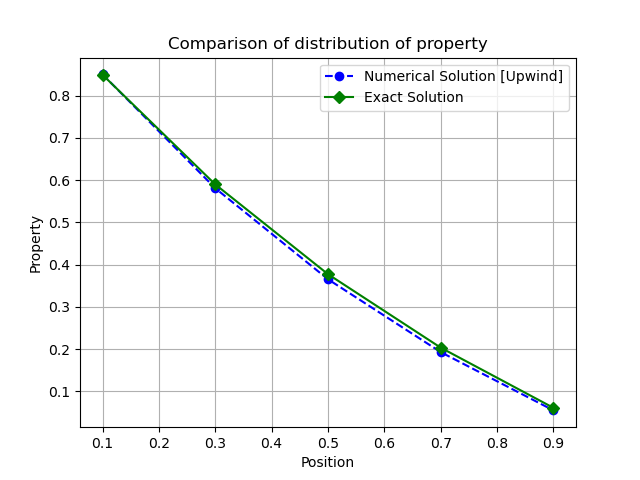 Comparison of distribution of property
Numerical Solution [Upwind]
Exact Solution
Property
0.8
0.7
0.6
0.5
0.4
0.3
0.2
0.1
0.1 0.2 0.3 0.4 0.5 0.6 0.7 0.8 0.9
Position